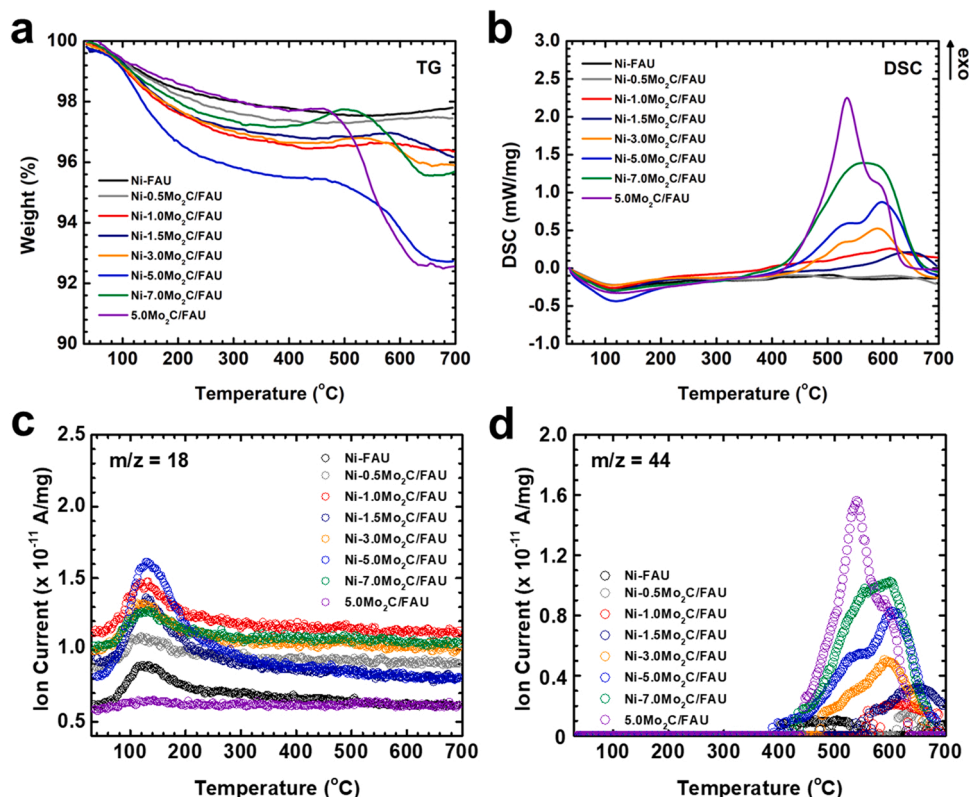 a
TG
Weight (%)
100
98
96
94
92
90
Ni-FAU
Ni-0.5Mo₂C/FAU
Ni-1.0Mo₂C/FAU
Ni-1.5Mo₂C/FAU
Ni-3.0Mo₂C/FAU
Ni-5.0Mo₂C/FAU
Ni-7.0Mo₂C/FAU
5.0Mo₂C/FAU
100 200 300 400 500 600 700
Temperature (°C)
b
DSC
exo
DSC (mW/mg)
3.0
2.5
2.0
1.5
1.0
0.5
0.0
-0.5
-1.0
Ni-FAU
Ni-0.5Mo₂C/FAU
Ni-1.0Mo₂C/FAU
Ni-1.5Mo₂C/FAU
Ni-3.0Mo₂C/FAU
Ni-5.0Mo₂C/FAU
Ni-7.0Mo₂C/FAU
5.0Mo₂C/FAU
100 200 300 400 500 600 700
Temperature (°C)
c
m/z = 18
Ion Current (x 10⁻¹¹ A/mg)
2.5
2.0
1.5
1.0
0.5
Ni-FAU
Ni-0.5Mo₂C/FAU
Ni-1.0Mo₂C/FAU
Ni-1.5Mo₂C/FAU
Ni-3.0Mo₂C/FAU
Ni-5.0Mo₂C/FAU
Ni-7.0Mo₂C/FAU
5.0Mo₂C/FAU
100 200 300 400 500 600 700
Temperature (°C)
d
m/z = 44
Ion Current (x 10⁻¹¹ A/mg)
2.0
1.6
1.2
0.8
0.4
0
Ni-FAU
Ni-0.5Mo₂C/FAU
Ni-1.0Mo₂C/FAU
Ni-1.5Mo₂C/FAU
Ni-3.0Mo₂C/FAU
Ni-5.0Mo₂C/FAU
Ni-7.0Mo₂C/FAU
5.0Mo₂C/FAU
100 200 300 400 500 600 700
Temperature (°C)